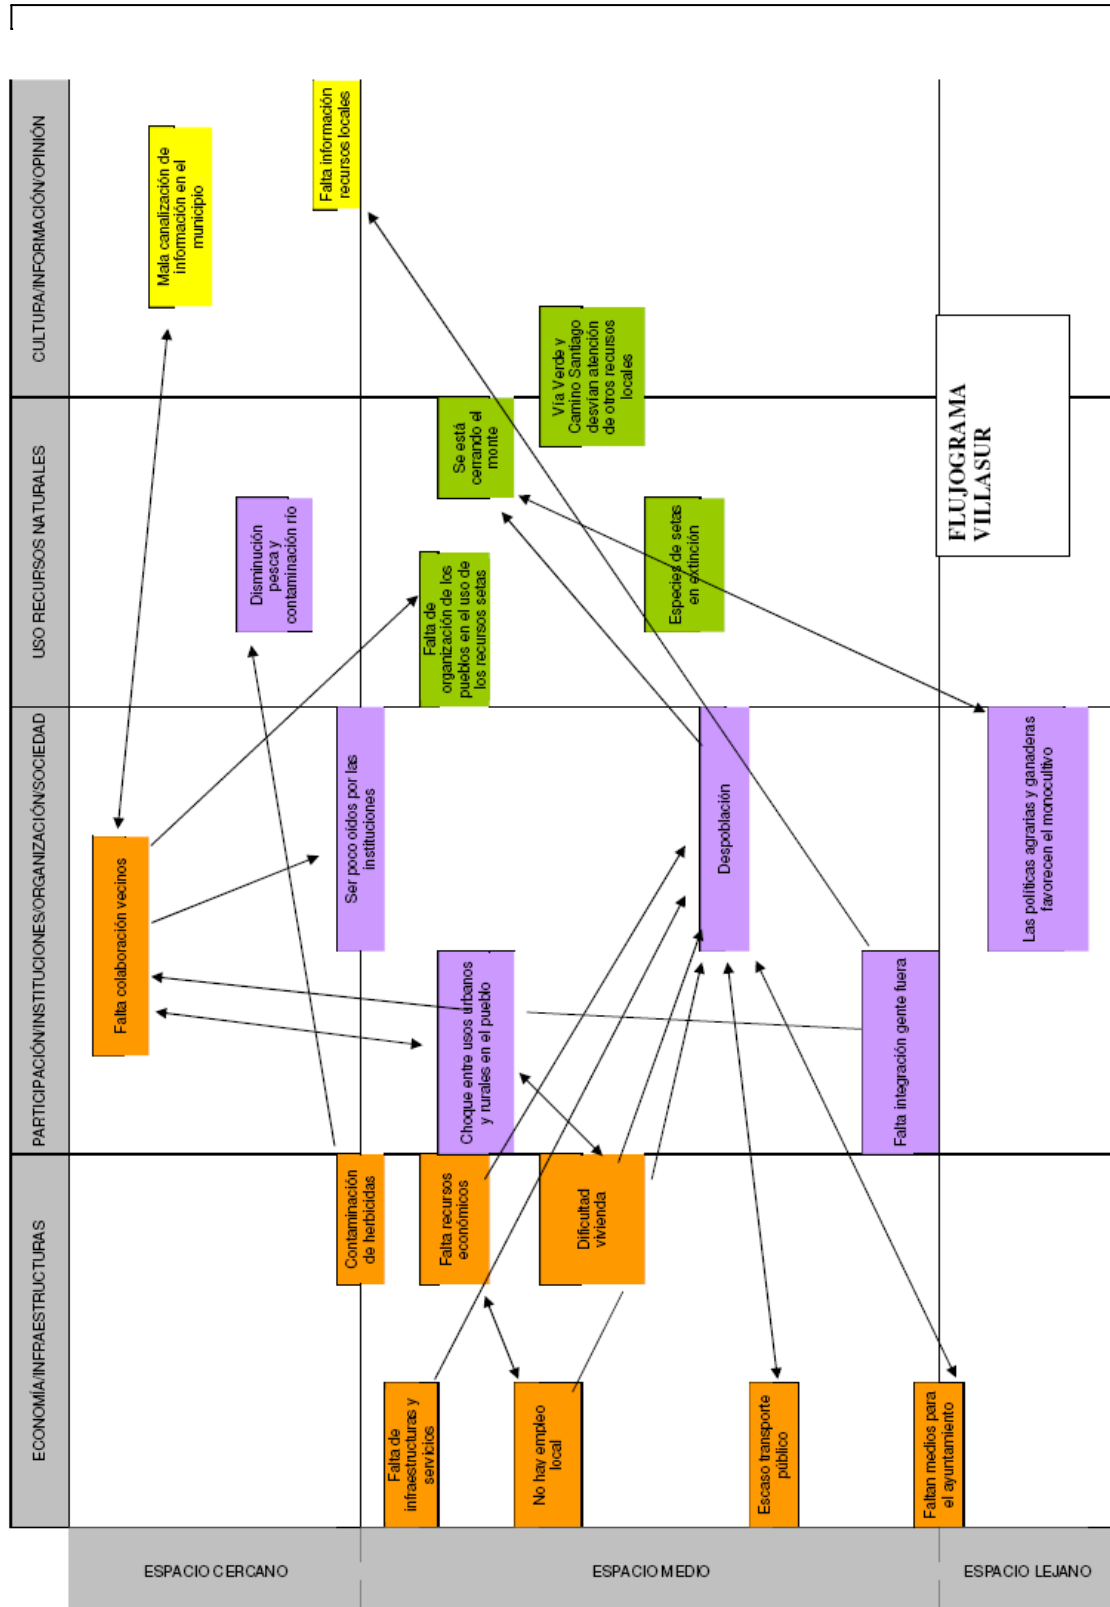 ECONOMÍA/INFRAESTRUCTURAS
PARTICIPACIÓN/INSTITUCIONES/ORGANIZACIÓN/SOCIEDAD
USO RECURSOS NATURALES
CULTURA/INFORMACIÓN/OPINIÓN
ESPACIO CERCANO
Falta colaboración vecinos
Mala canalización de
información en el
municipio
Disminución
pesca y
contaminación río
Falta información
recursos locales
Contaminación
de herbicidas
Ser poco oídos por las
instituciones
ESPACIO MEDIO
Falta de
infraestructuras y
servicios
Falta recursos
económicos
Choque entre usos urbanos
y rurales en el pueblo
Falta de
organización de los
pueblos en el uso de
los recursos setas
Se está
cerrando el
monte
No hay empleo
local
Dificultad
vivienda
Vía Verde y
Camino Santiago
desvían atención
de otros recursos
locales
Especies de setas
en extinción
Despoblación
Escaso transporte
público
Falta integración gente fuera
Faltan medios para
el ayuntamiento
ESPACIO LEJANO
Las políticas agrarias y ganaderas
favorecen el monocultivo
FLUJOGRAMA
VILLASUR